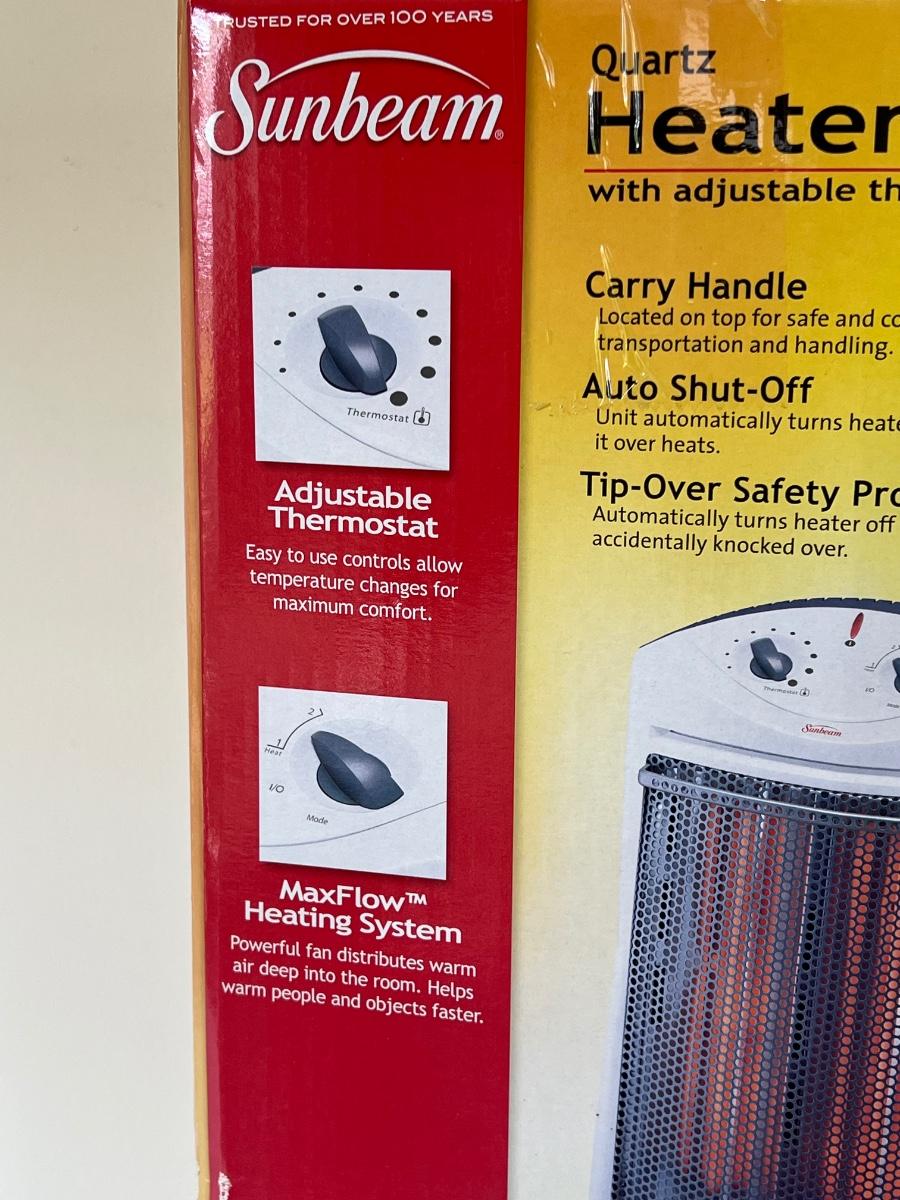 TRUSTED FOR OVER 100 YEARS
Sunbeam®
Thermostat
Adjustable
Thermostat
Easy to use controls allow
temperature changes for
maximum comfort.
2
1
Heat
I/O
Mode
MaxFlow™
Heating System
Powerful fan distributes warm
air deep into the room. Helps
warm people and objects faster.
Quartz
Heater
with adjustable th
Carry Handle
Located on top for safe and co
transportation and handling.
Auto Shut-Off
Unit automatically turns heate
it over heats.
Tip-Over Safety Pro
Automatically turns heater off
accidentally knocked over.
Thermostat
2
1
I/O
Mode
Sunbeam